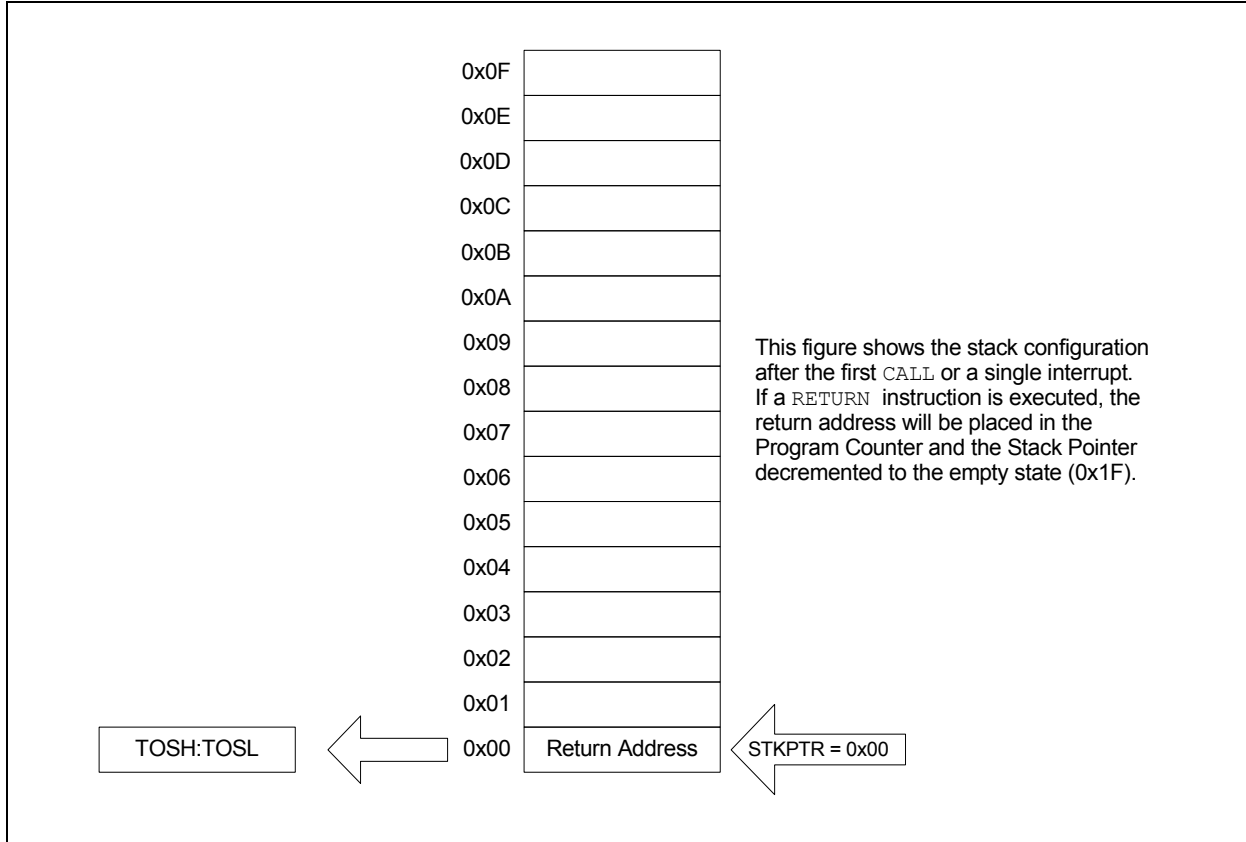 0x0F
0x0E
0x0D
0x0C
0x0B
0x0A
0x09
This figure shows the stack configuration
after the first CALL or a single interrupt.
0x08
If a RETURN instruction is executed, the
return address will be placed in the
0x07
Program Counter and the Stack Pointer
decremented to the empty state (0x1F).
0x06
0x05
0x04
0x03
0x02
0x01
TOSH:TOSL
0x00
Return Address
STKPTR = 0x00